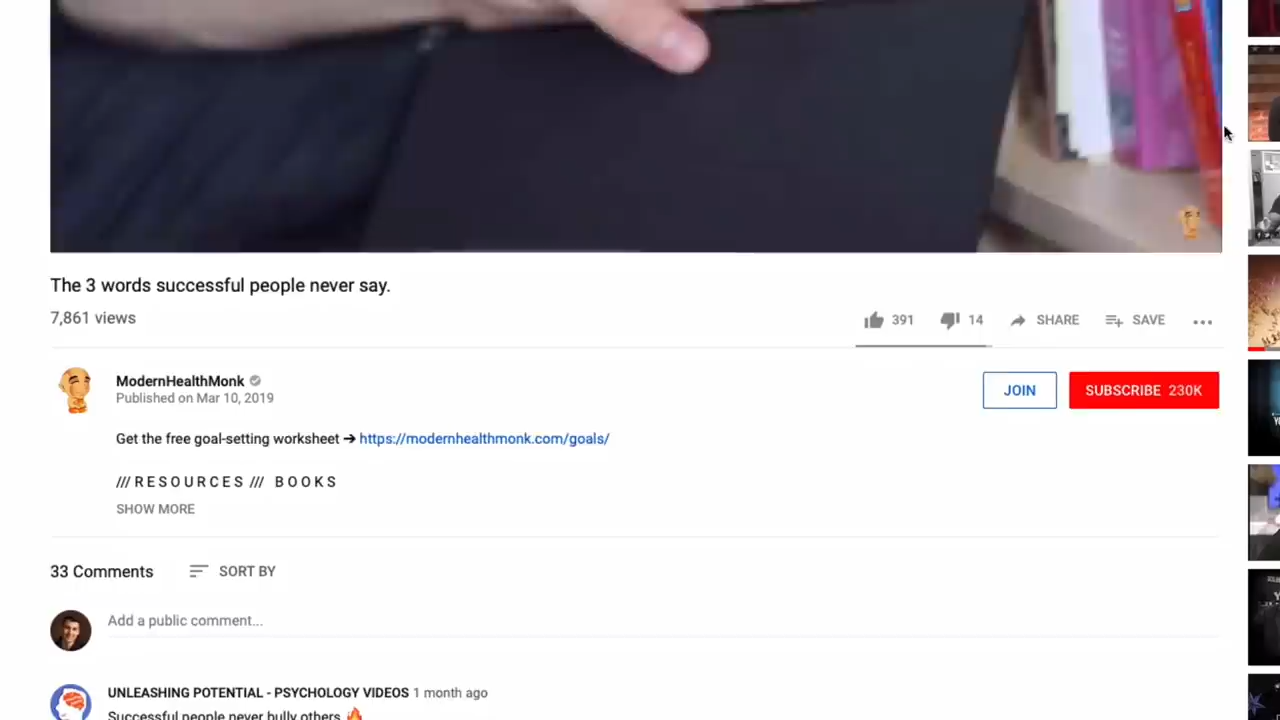 The 3 words successful people never say.
7,861 views
391 14 SHARE SAVE
ModernHealthMonk
Published on Mar 10, 2019
JOIN SUBSCRIBE 230K
Get the free goal-setting worksheet ➔ https://modernhealthmonk.com/goals/
/// R E S O U R C E S /// B O O K S
SHOW MORE
33 Comments SORT BY
Add a public comment...
UNLEASHING POTENTIAL - PSYCHOLOGY VIDEOS 1 month ago
Successful people never bully others 🔥